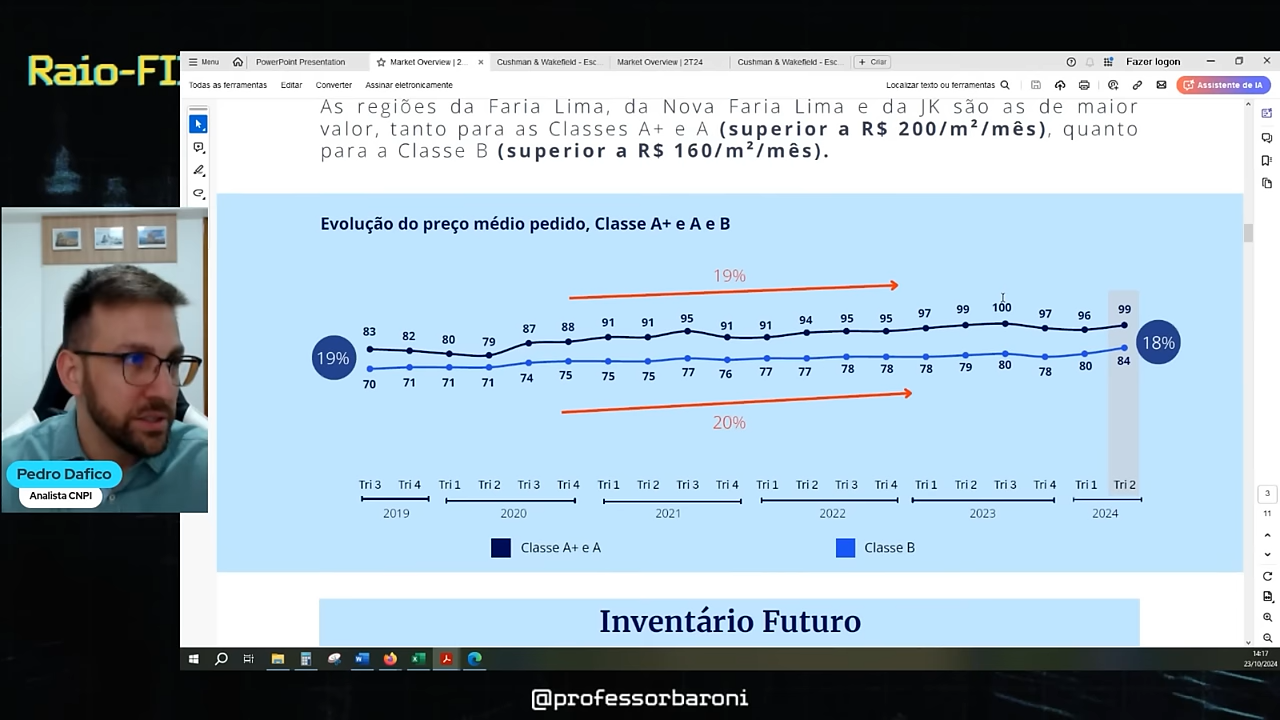 Raio-FI
Menu
PowerPoint Presentation
Market Overview | 2...
Cushman & Wakefield - Esc...
Market Overview | 2T24
Cushman & Wakefield - Esc...
Criar
Fazer logon
Todas as ferramentas
Editar
Converter
Assinar eletronicamente
Localizar texto ou ferramentas
Assistente de IA
As regiões da Faria Lima, da Nova Faria Lima e da JK são as de maior
valor, tanto para as Classes A+ e A (superior a R$ 200/m²/mês), quanto
para a Classe B (superior a R$ 160/m²/mês).
Evolução do preço médio pedido, Classe A+ e A e B
19%
83 82 80 79 87 88 91 91 95 91 91 94 95 95 97 99 100 97 96 99
19%
18%
70 71 71 71 74 75 75 75 77 76 77 77 78 78 78 79 80 78 80 84
20%
Tri 3 Tri 4 Tri 1 Tri 2 Tri 3 Tri 4 Tri 1 Tri 2 Tri 3 Tri 4 Tri 1 Tri 2 Tri 3 Tri 4 Tri 1 Tri 2 Tri 3 Tri 4 Tri 1 Tri 2
2019 2020 2021 2022 2023 2024
Classe A+ e A
Classe B
Inventário Futuro
3
11
Pedro Dafico
Analista CNPI
14:17
23/10/2024
@professorbaroni